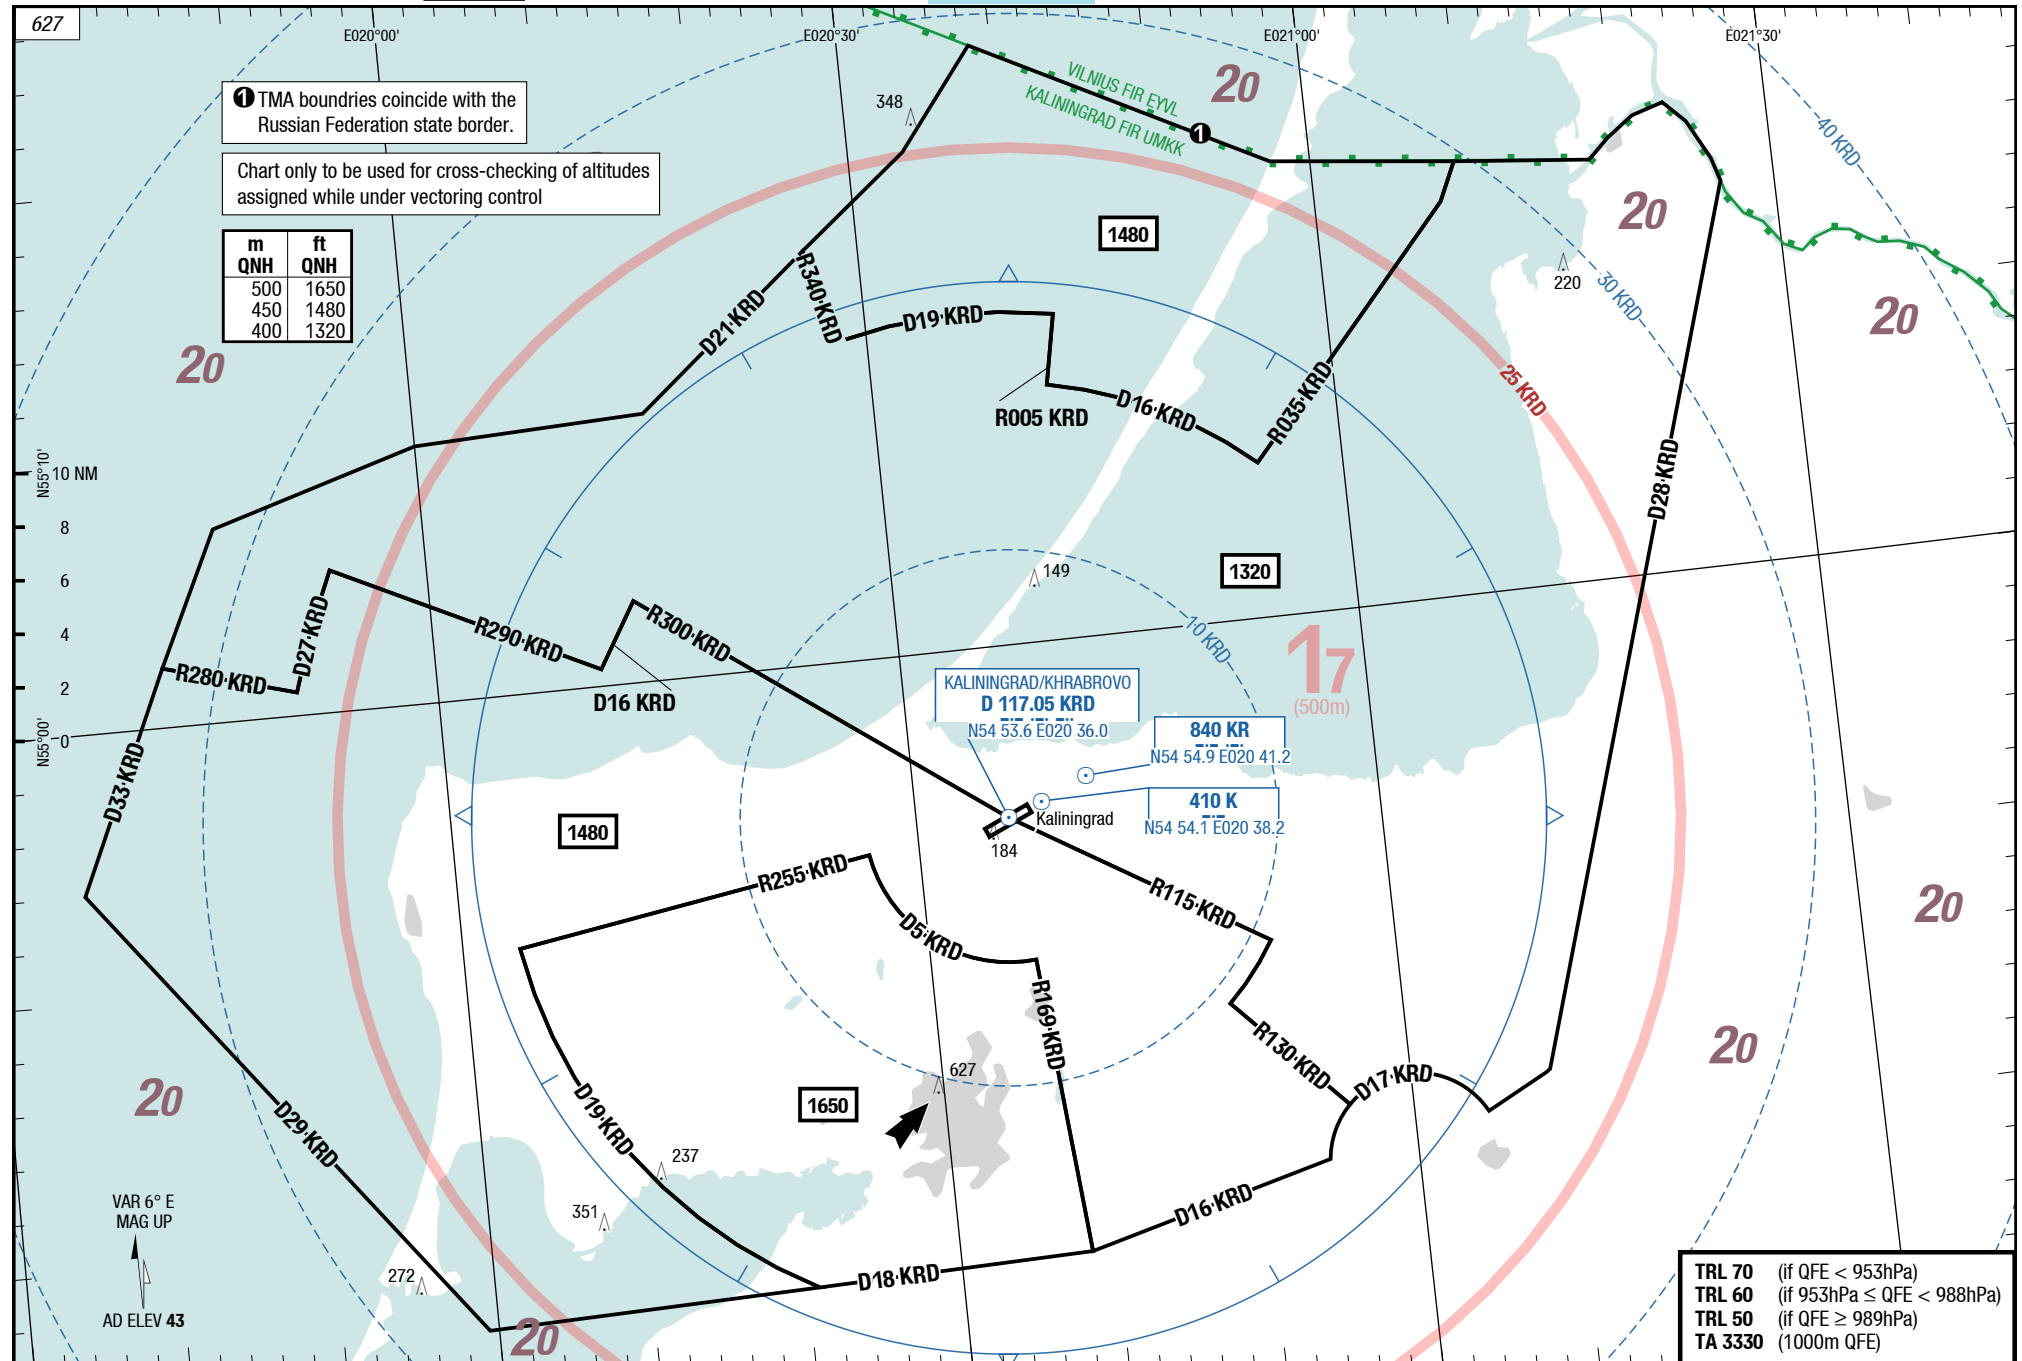 627
E020°00'
E020°30'
E021°00'
E021°30'
❶ TMA boundries coincide with the
Russian Federation state border.
Chart only to be used for cross-checking of altitudes
assigned while under vectoring control
m ft
QNH QNH
500 1650
450 1480
400 1320
348
VILNIUS FIR EYVL
KALININGRAD FIR UMKK
1
20
40 KRD
20
1480
220
30 KRD
20
20
R340 KRD
D21 KRD
D19 KRD
R005 KRD
D16 KRD
R035 KRD
25 KRD
D28 KRD
N55°10'
10 NM
8
6
4
2
0
N55°00'
149
1320
10 KRD
17
(500m)
R300 KRD
R290 KRD
D27 KRD
R280 KRD
D16 KRD
D33 KRD
KALININGRAD/KHRABROVO
D 117.05 KRD
N54 53.6 E020 36.0
840 KR
N54 54.9 E020 41.2
410 K
N54 54.1 E020 38.2
Kaliningrad
184
1480
R255 KRD
D5 KRD
R115 KRD
20
R169 KRD
R130 KRD
D17 KRD
20
627
1650
D19 KRD
237
351
20
D29 KRD
D16 KRD
D18 KRD
272
20
VAR 6° E
MAG UP
AD ELEV 43
TRL 70 (if QFE < 953hPa)
TRL 60 (if 953hPa ≤ QFE < 988hPa)
TRL 50 (if QFE ≥ 989hPa)
TA 3330 (1000m QFE)